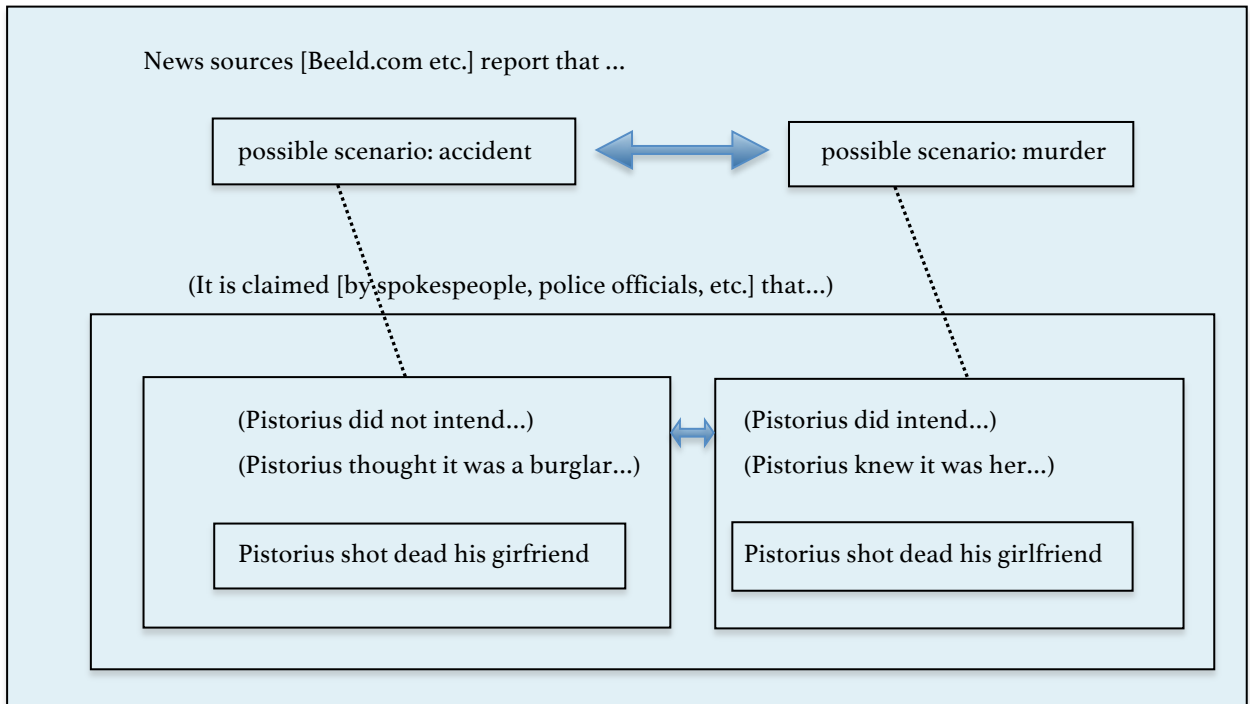 News sources [Beeld.com etc.] report that ...
possible scenario: accident
possible scenario: murder
(It is claimed [by spokespeople, police officials, etc.] that...)
(Pistorius did not intend...)
(Pistorius thought it was a burglar...)
Pistorius shot dead his girfriend
(Pistorius did intend...)
(Pistorius knew it was her...)
Pistorius shot dead his girlfriend